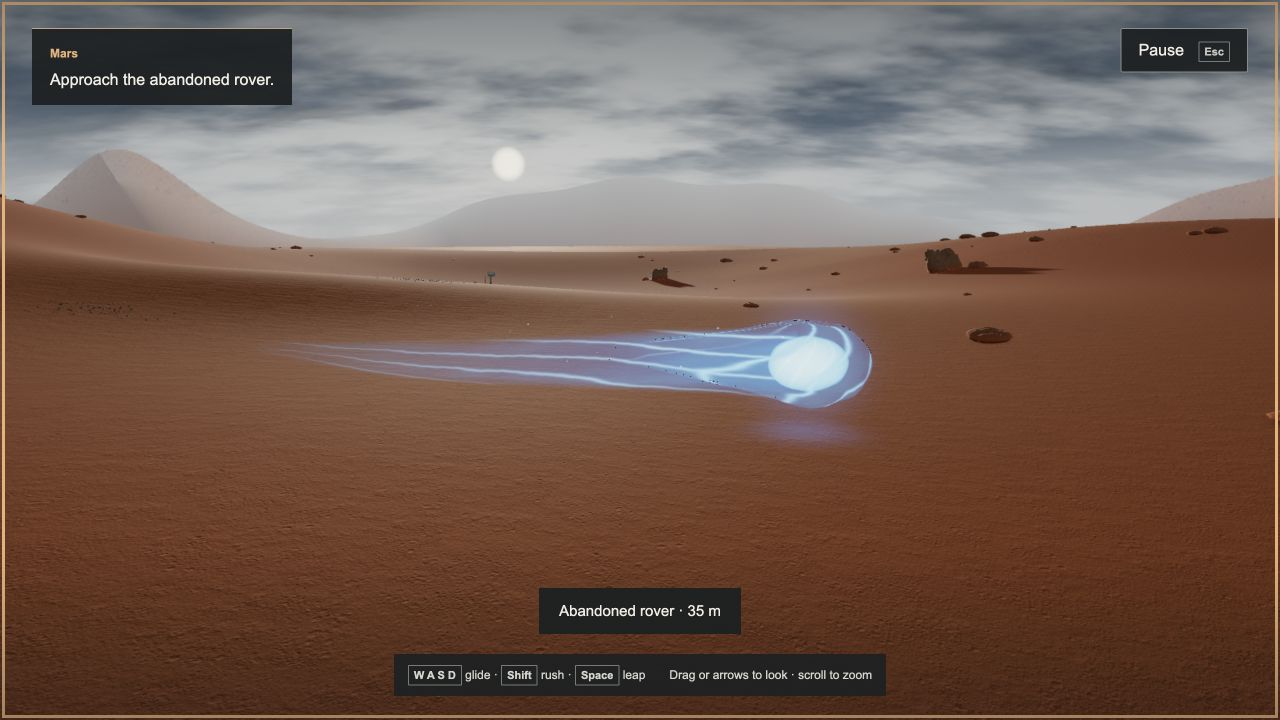 Mars
Approach the abandoned rover.
Pause Esc
Abandoned rover · 35 m
W A S D glide · Shift rush · Space leap Drag or arrows to look · scroll to zoom